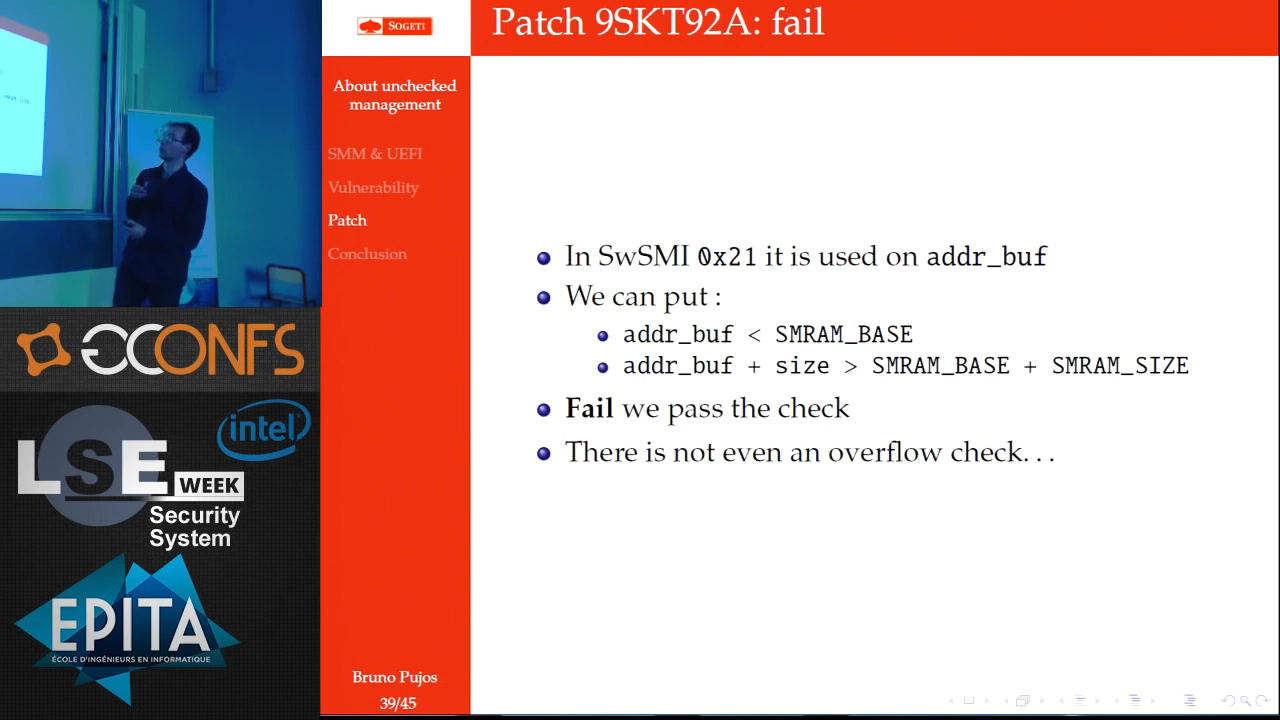 SOGETI
Patch 9SKT92A: fail
About unchecked
management
SMM & UEFI
Vulnerability
Patch
Conclusion
In SwSMI 0x21 it is used on addr_buf
We can put :
addr_buf < SMRAM_BASE
addr_buf + size > SMRAM_BASE + SMRAM_SIZE
Fail we pass the check
There is not even an overflow check...
Bruno Pujos
39/45
GCONFS
intel
LSE
WEEK
Security
System
EPITA
ÉCOLE D'INGÉNIEURS EN INFORMATIQUE